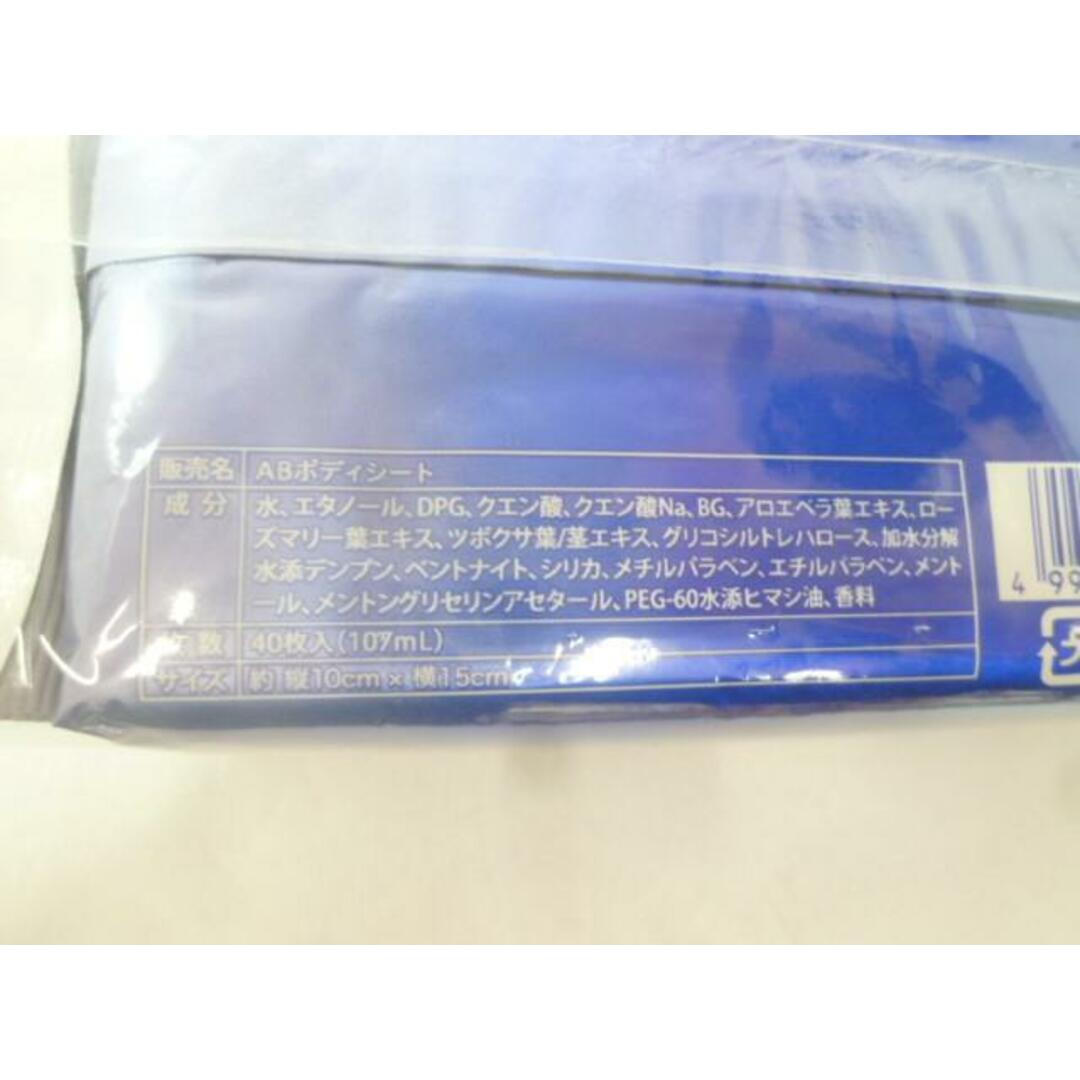 販売名 ABボディシート
成分 水、エタノール、DPG、クエン酸、クエン酸Na、BG、アロエベラ葉エキス、ロー
ズマリー葉エキス、ツボクサ葉/茎エキス、グリコシルトレハロース、加水分解
水添デンプン、ベントナイト、シリカ、メチルパラベン、エチルパラベン、メント
ール、メントングリセリンアセタール、PEG-60水添ヒマシ油、香料
枚数 40枚入(107mL)
サイズ 約 縦10cm×横15cm
4 99